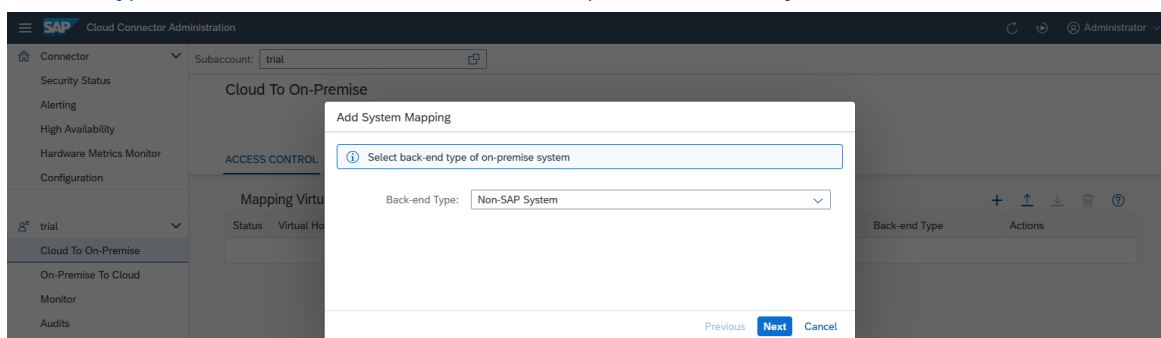 SAP Cloud Connector Administration
Administrator
Connector
Security Status
Alerting
High Availability
Hardware Metrics Monitor
Configuration
trial
Cloud To On-Premise
On-Premise To Cloud
Monitor
Audits
Subaccount: trial
Cloud To On-Premise
ACCESS CONTROL
Mapping Virtu
Status Virtual Ho
Back-end Type Actions
Add System Mapping
Select back-end type of on-premise system
Back-end Type: Non-SAP System
Previous Next Cancel